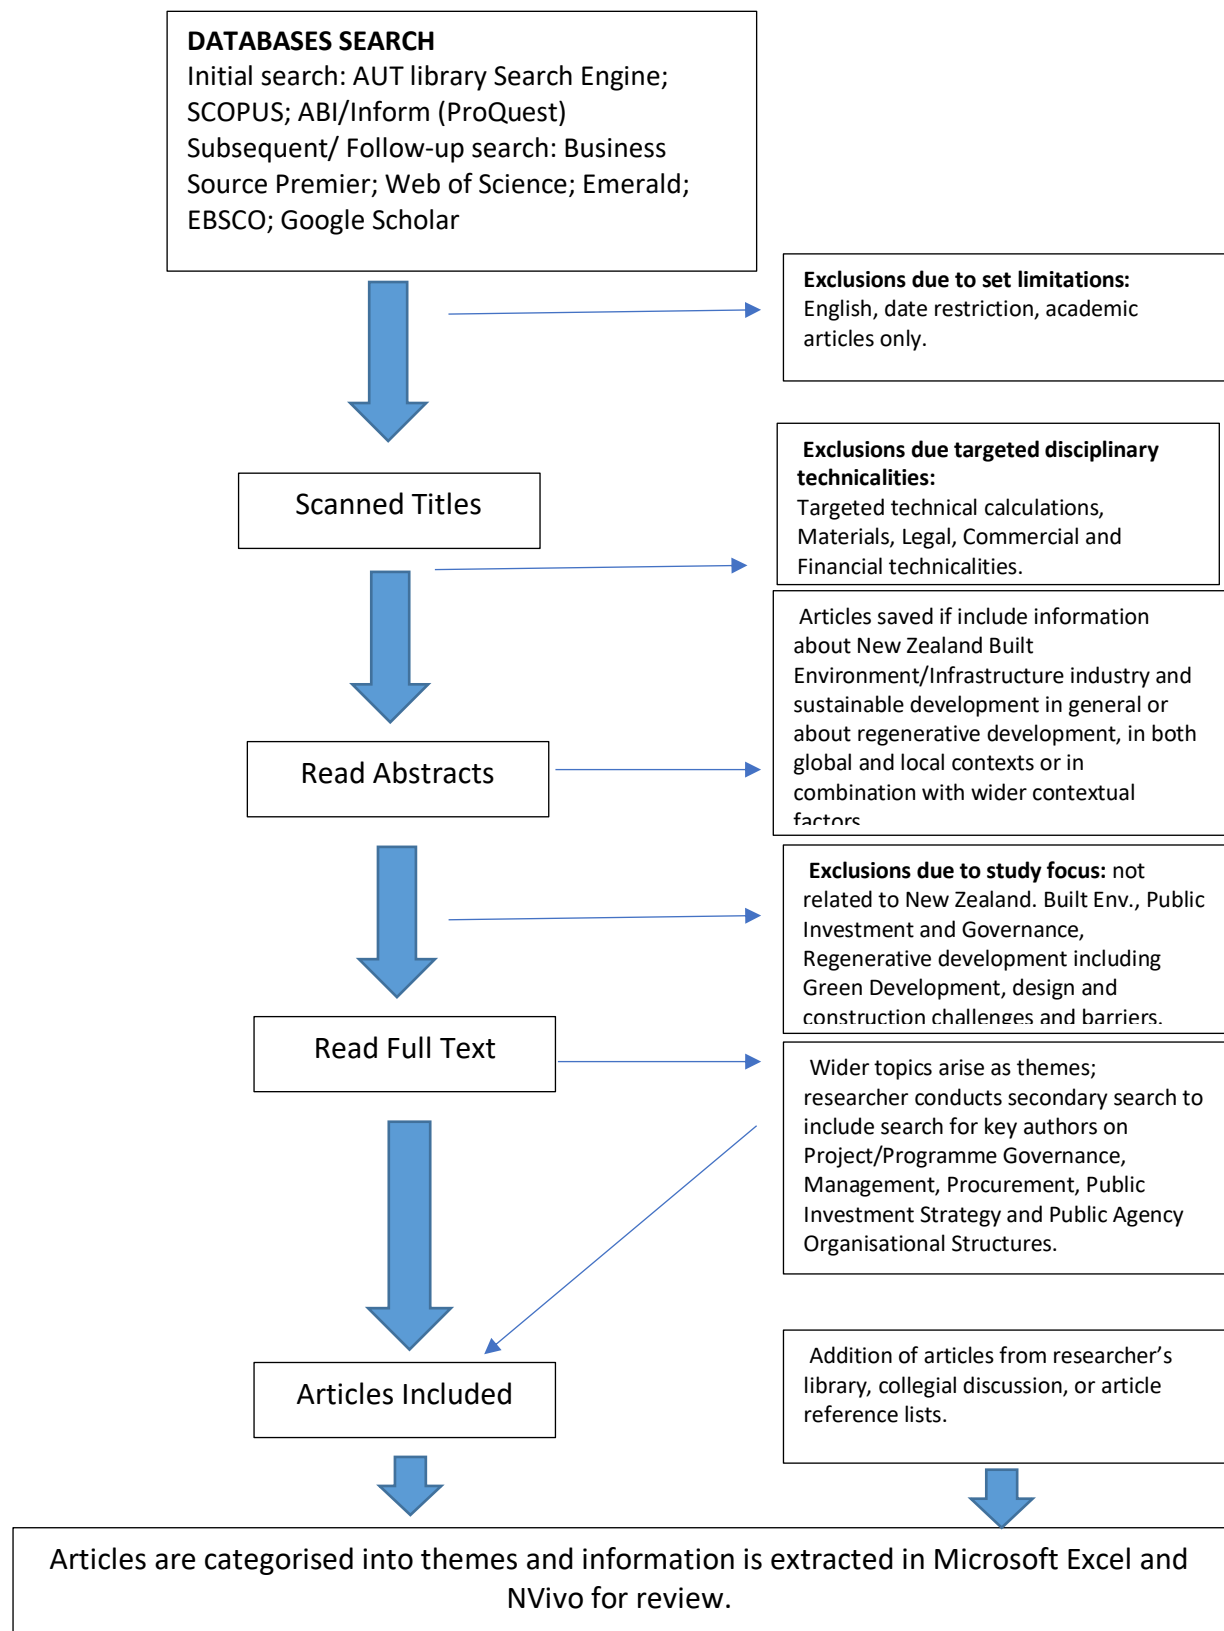 DATABASES SEARCH
Initial search: AUT library Search Engine;
SCOPUS; ABI/Inform (ProQuest)
Subsequent/ Follow-up search: Business
Source Premier; Web of Science; Emerald;
EBSCO; Google Scholar
Exclusions due to set limitations:
English, date restriction, academic
articles only.
Scanned Titles
Exclusions due targeted disciplinary
technicalities:
Targeted technical calculations,
Materials, Legal, Commercial and
Financial technicalities.
Articles saved if include information
about New Zealand Built
Environment/Infrastructure industry and
sustainable development in general or
about regenerative development, in both
global and local contexts or in
combination with wider contextual
factors
Read Abstracts
Exclusions due to study focus: not
related to New Zealand. Built Env., Public
Investment and Governance,
Regenerative development including
Green Development, design and
construction challenges and barriers.
Read Full Text
Wider topics arise as themes;
researcher conducts secondary search to
include search for key authors on
Project/Programme Governance,
Management, Procurement, Public
Investment Strategy and Public Agency
Organisational Structures.
Articles Included
Addition of articles from researcher's
library, collegial discussion, or article
reference lists.
Articles are categorised into themes and information is extracted in Microsoft Excel and
NVivo for review.